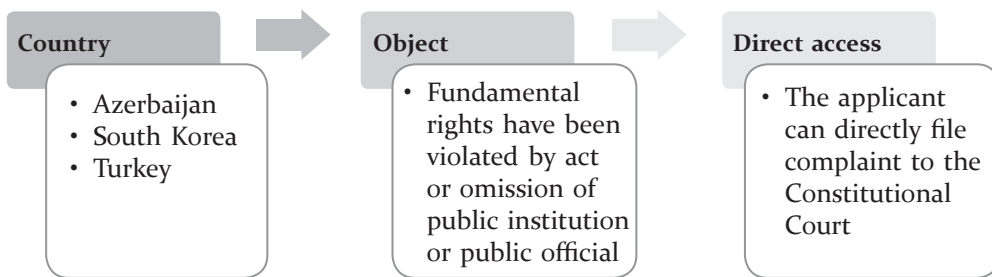 Country
• Azerbaijan
• South Korea
• Turkey
Object
• Fundamental
rights have been
violated by act
or omission of
public institution
or public official
Direct access
• The applicant
can directly file
complaint to the
Constitutional
Court